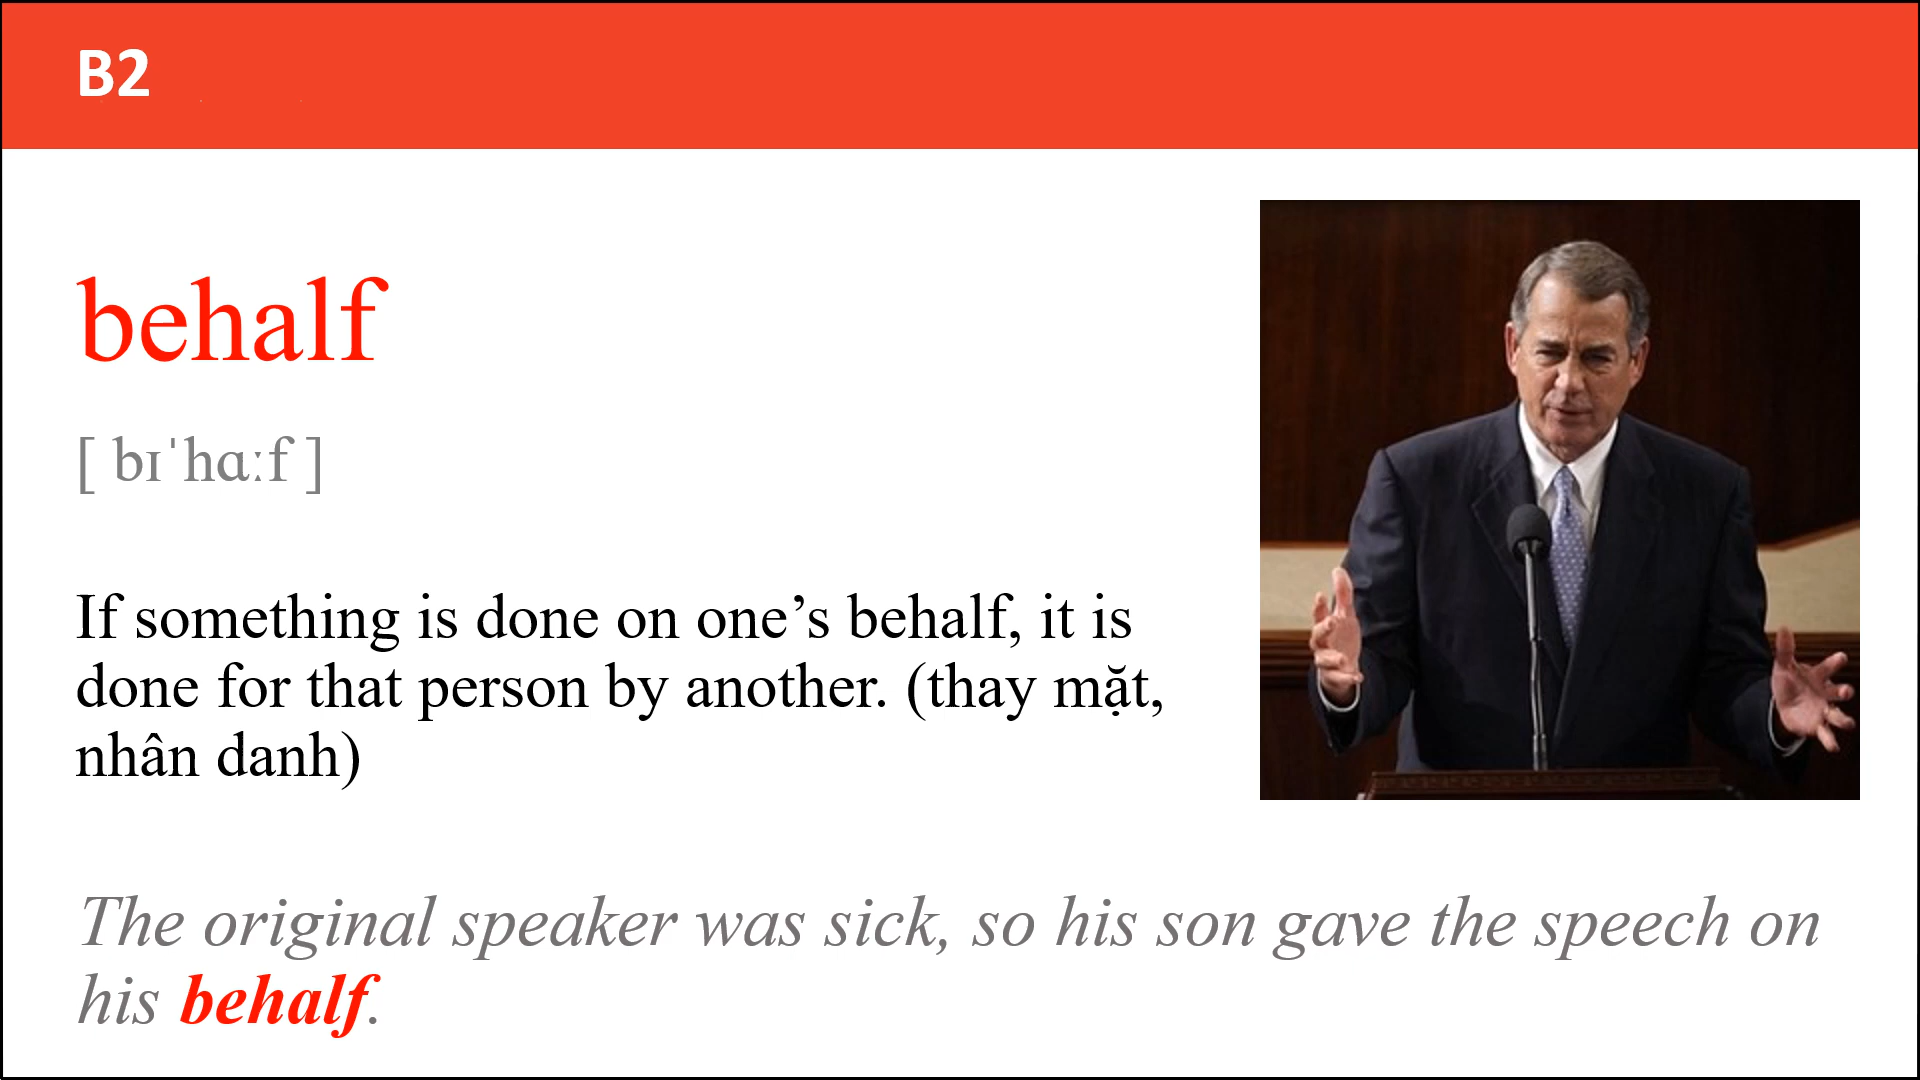 B2
behalf
[ bɪˈhɑːf ]
If something is done on one’s behalf, it is
done for that person by another. (thay mặt,
nhân danh)
The original speaker was sick, so his son gave the speech on
his behalf.